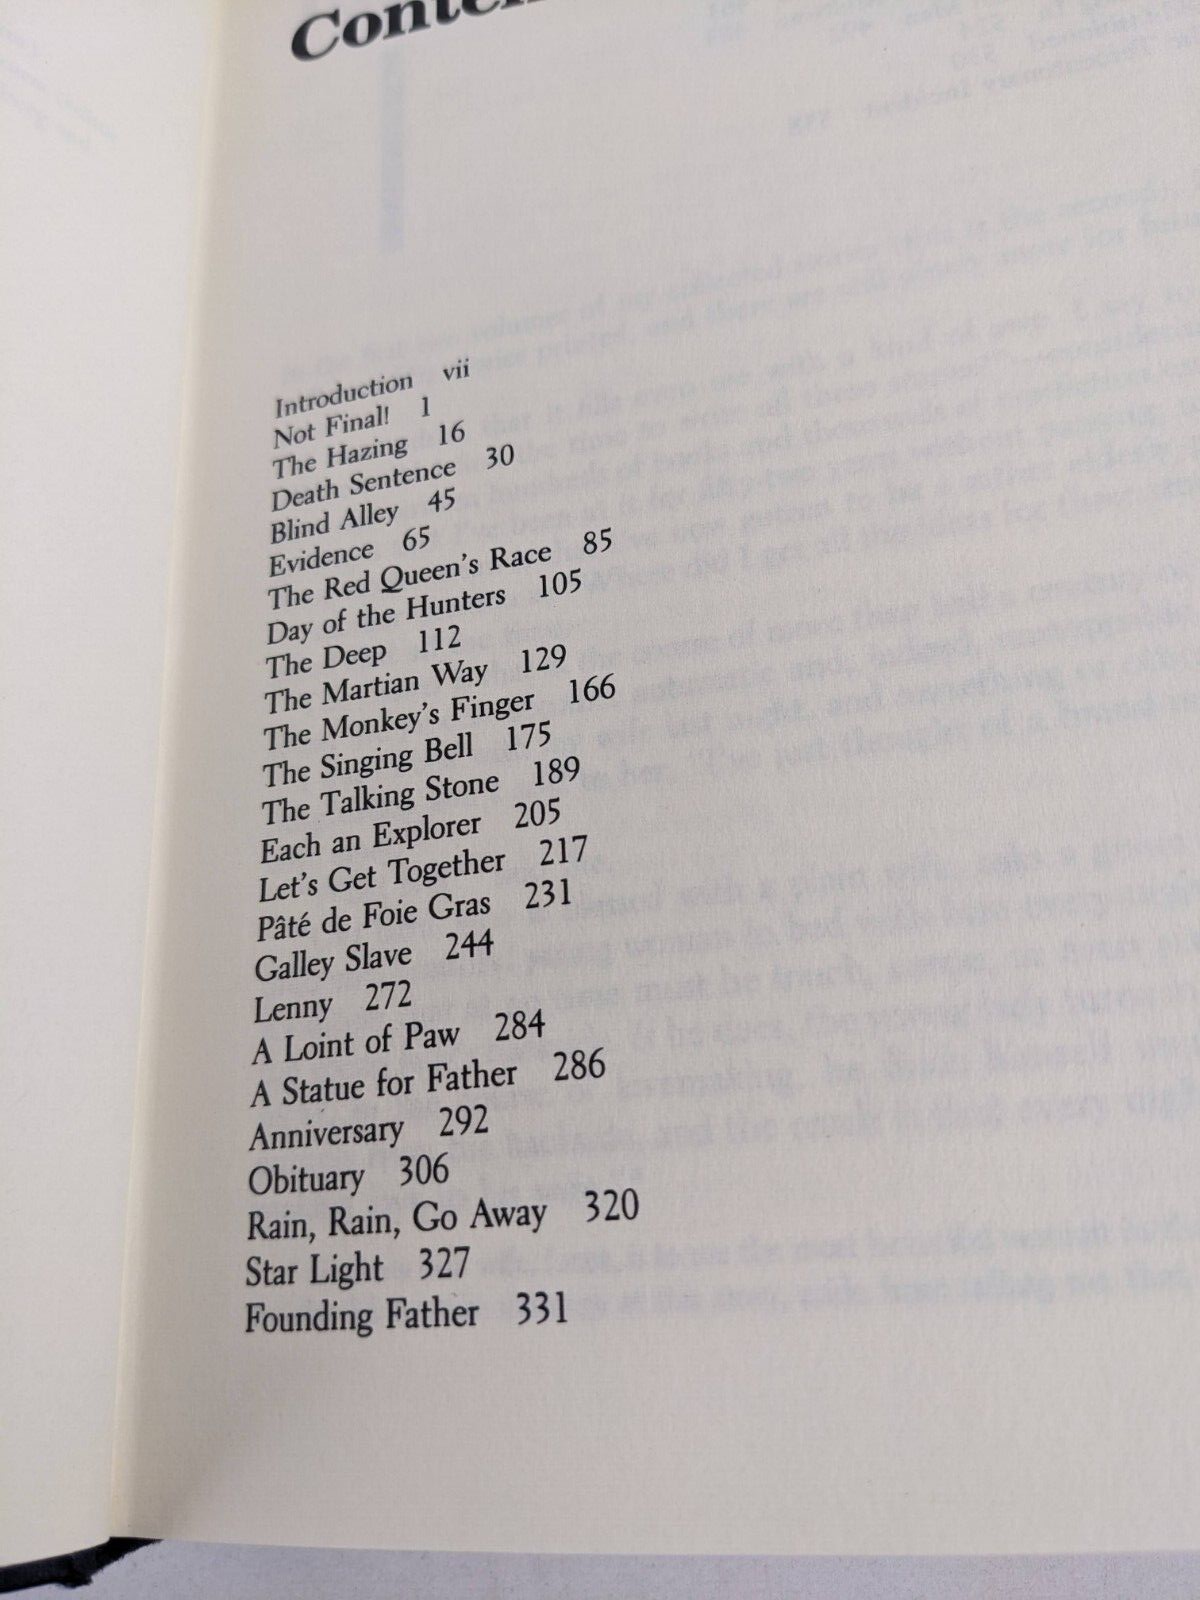 Introduction vii
Not Final! 1
The Hazing 16
Death Sentence 30
Blind Alley 45
Evidence 65
The Red Queen's Race 85
Day of the Hunters 105
The Deep 112
The Martian Way 129
The Monkey's Finger 166
The Singing Bell 175
The Talking Stone 189
Each an Explorer 205
Let's Get Together 217
Pâté de Foie Gras 231
Galley Slave 244
Lenny 272
A Loint of Paw 284
A Statue for Father 286
Anniversary 292
Obituary 306
Rain, Rain, Go Away 320
Star Light 327
Founding Father 331